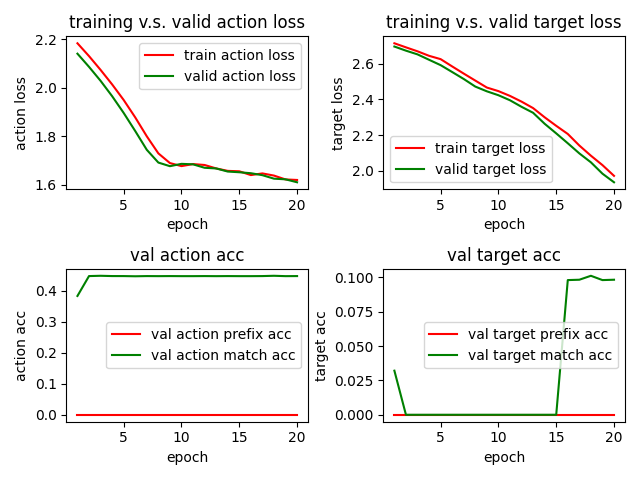 training v.s. valid action loss
2.2
2.0
1.8
1.6
action loss
train action loss
valid action loss
5
10
15
20
epoch
training v.s. valid target loss
2.6
2.4
2.2
2.0
target loss
train target loss
valid target loss
5
10
15
20
epoch
val action acc
0.4
0.3
0.2
0.1
0.0
action acc
val action prefix acc
val action match acc
5
10
15
20
epoch
val target acc
0.100
0.075
0.050
0.025
0.000
target acc
val target prefix acc
val target match acc
5
10
15
20
epoch